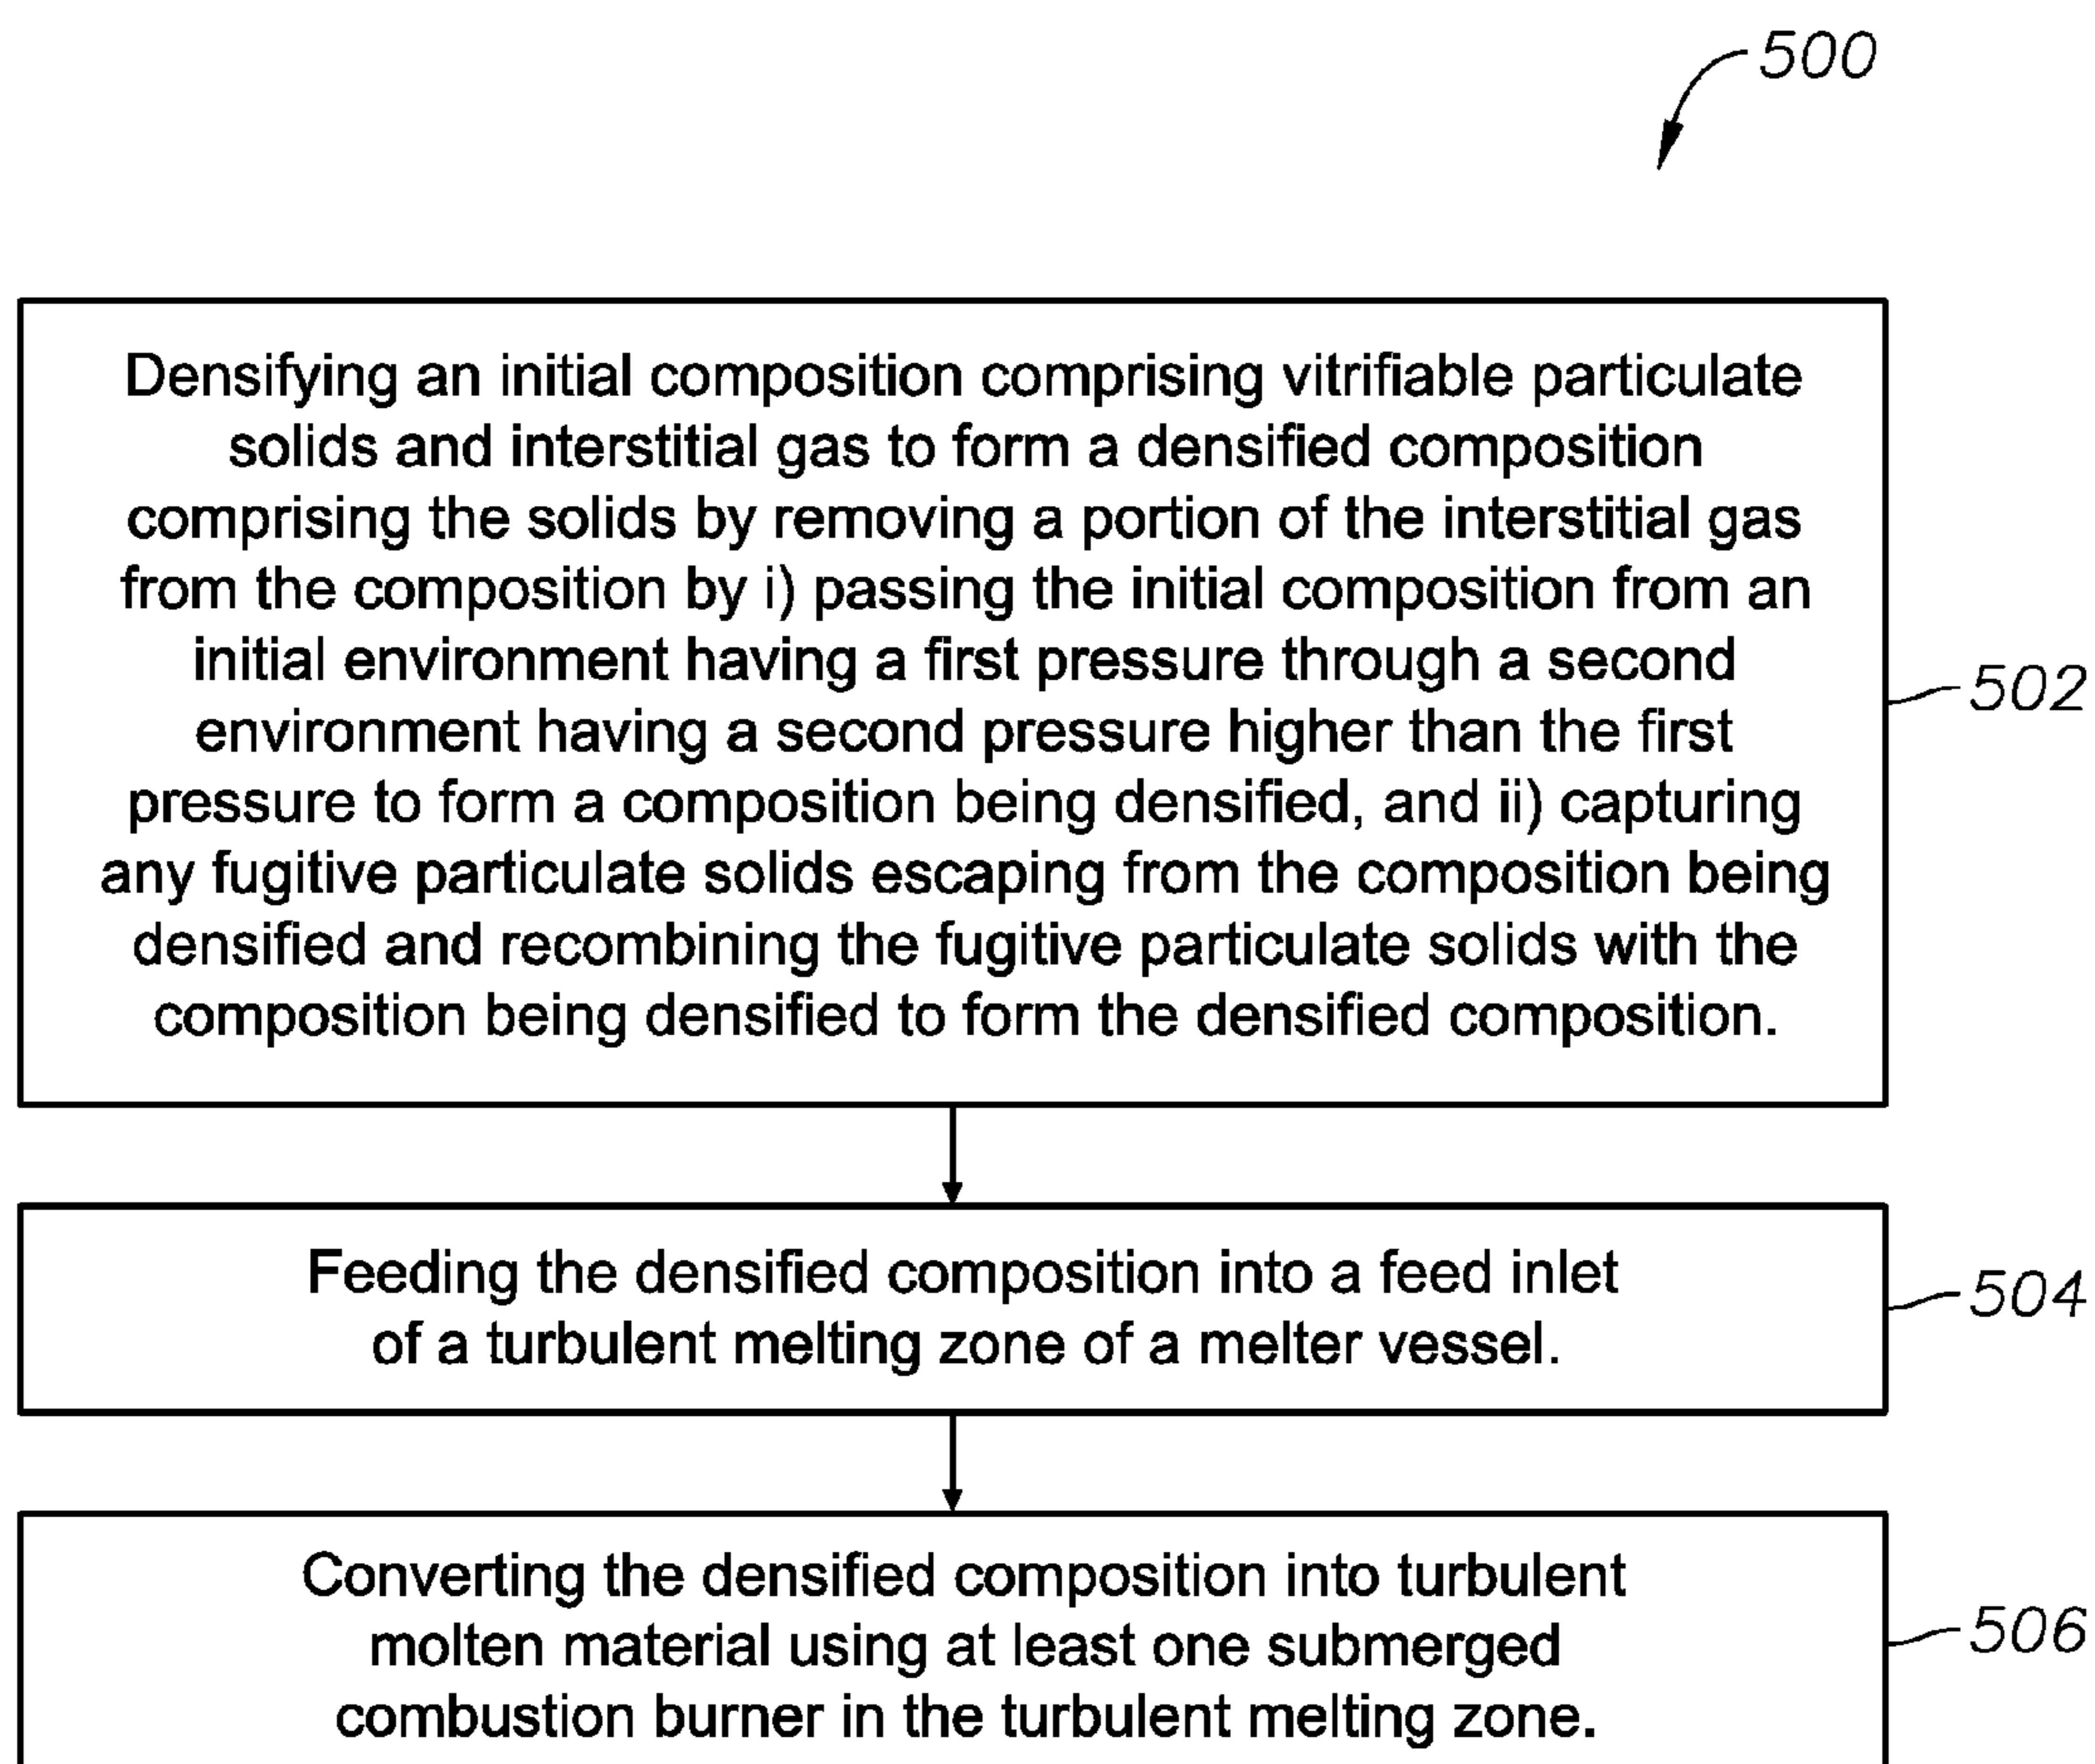 500
Densifying an initial composition comprising vitrifiable particulate
solids and interstitial gas to form a densified composition
comprising the solids by removing a portion of the interstitial gas
from the composition by i) passing the initial composition from an
initial environment having a first pressure through a second
environment having a second pressure higher than the first
pressure to form a composition being densified, and ii) capturing
any fugitive particulate solids escaping from the composition being
densified and recombining the fugitive particulate solids with the
composition being densified to form the densified composition.
502
Feeding the densified composition into a feed inlet
of a turbulent melting zone of a melter vessel.
504
Converting the densified composition into turbulent
molten material using at least one submerged
combustion burner in the turbulent melting zone.
506